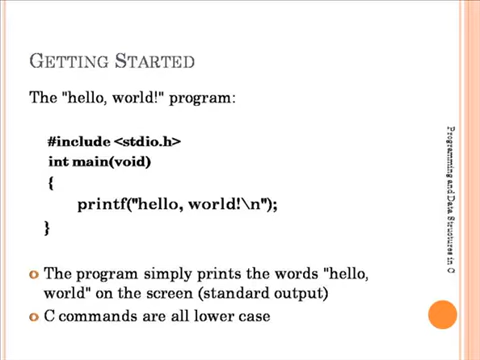 GETTING STARTED
The "hello, world!" program:
#include <stdio.h>
int main(void)
{
printf("hello, world!\n");
}
The program simply prints the words "hello,
world" on the screen (standard output)
C commands are all lower case
Programming and Data Structures in C